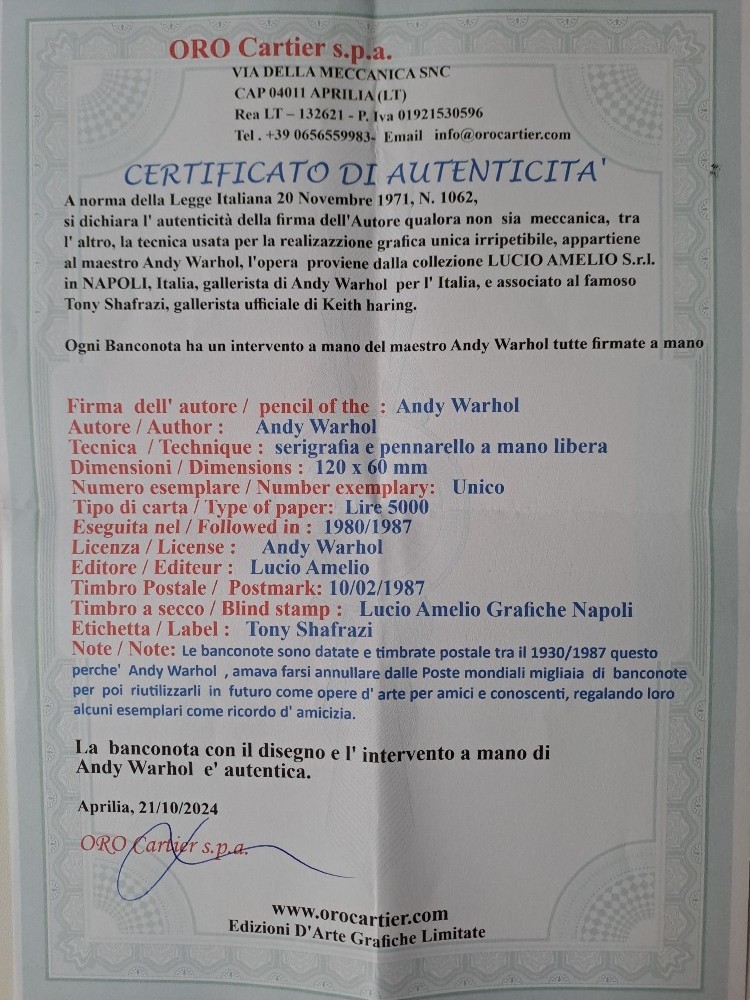 ORO Cartier s.p.a.
VIA DELLA MECCANICA SNC
CAP 04011 APRILIA (LT)
Rea LT – 132621 - P. Iva 01921530596
Tel . +39 0656559983- Email info@orocartier.com
CERTIFICATO DI AUTENTICITA'
A norma della Legge Italiana 20 Novembre 1971, N. 1062,
si dichiara l' autenticità della firma dell'Autore qualora non sia meccanica, tra
l' altro, la tecnica usata per la realizazzione grafica unica irripetibile, appartiene
al maestro Andy Warhol, l'opera proviene dalla collezione LUCIO AMELIO S.r.l.
in NAPOLI, Italia, gallerista di Andy Warhol per l' Italia, e associato al famoso
Tony Shafrazi, gallerista ufficiale di Keith haring.
Ogni Banconota ha un intervento a mano del maestro Andy Warhol tutte firmate a mano
Firma dell' autore / pencil of the : Andy Warhol
Autore / Author : Andy Warhol
Tecnica / Technique : serigrafia e pennarello a mano libera
Dimensioni / Dimensions : 120 x 60 mm
Numero esemplare / Number exemplary: Unico
Tipo di carta / Type of paper: Lire 5000
Eseguita nel / Followed in : 1980/1987
Licenza / License : Andy Warhol
Editore / Editeur : Lucio Amelio
Timbro Postale / Postmark: 10/02/1987
Timbro a secco / Blind stamp : Lucio Amelio Grafiche Napoli
Etichetta / Label : Tony Shafrazi
Note / Note: Le banconote sono datate e timbrate postale tra il 1930/1987 questo
perche' Andy Warhol , amava farsi annullare dalle Poste mondiali migliaia di banconote
per poi riutilizzarli in futuro come opere d' arte per amici e conoscenti, regalando loro
alcuni esemplari come ricordo d' amicizia.
La banconota con il disegno e l' intervento a mano di
Andy Warhol e' autentica.
Aprilia, 21/10/2024
ORO Cartier s.p.a.
www.orocartier.com
Edizioni D'Arte Grafiche Limitate